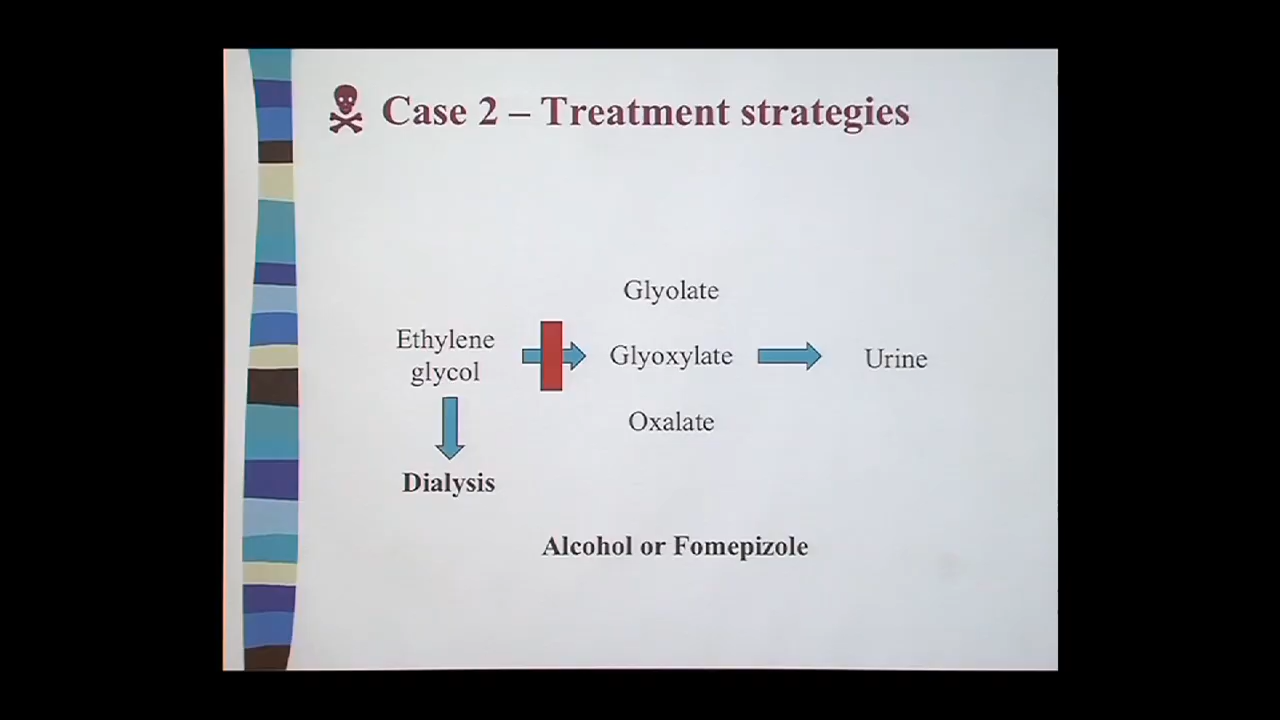 Case 2 – Treatment strategies
Glyolate
Ethylene
glycol
Glyoxylate
Urine
Oxalate
Dialysis
Alcohol or Fomepizole